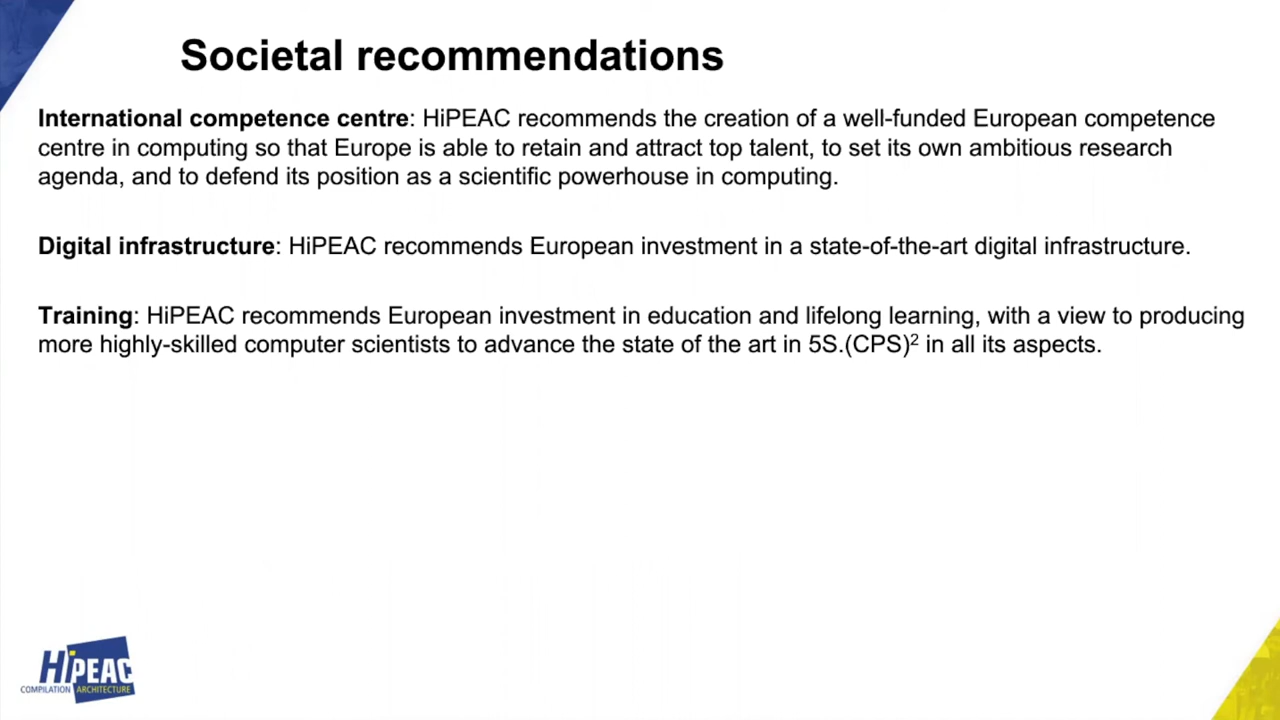 Societal recommendations
International competence centre: HiPEAC recommends the creation of a well-funded European competence
centre in computing so that Europe is able to retain and attract top talent, to set its own ambitious research
agenda, and to defend its position as a scientific powerhouse in computing.
Digital infrastructure: HiPEAC recommends European investment in a state-of-the-art digital infrastructure.
Training: HiPEAC recommends European investment in education and lifelong learning, with a view to producing
more highly-skilled computer scientists to advance the state of the art in 5S.(CPS)² in all its aspects.
HiPEAC
COMPILATION ARCHITECTURE